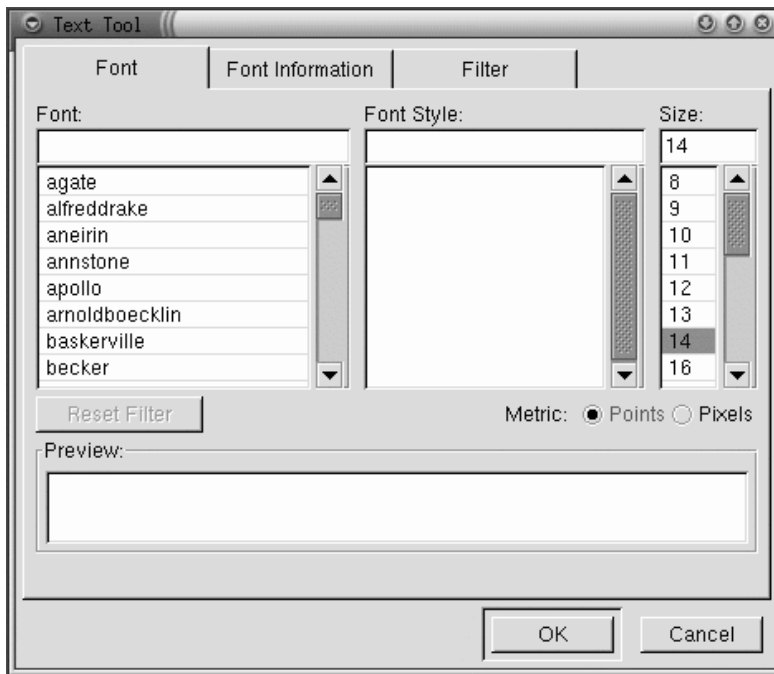 Text Tool
Font Font Information Filter
Font: Font Style: Size:
14
agate 8
alfreddrake 9
aneirin 10
annstone 11
apollo 12
arnoldboecklin 13
baskerville 14
becker 16
Reset Filter Metric: Points Pixels
Preview:
OK Cancel